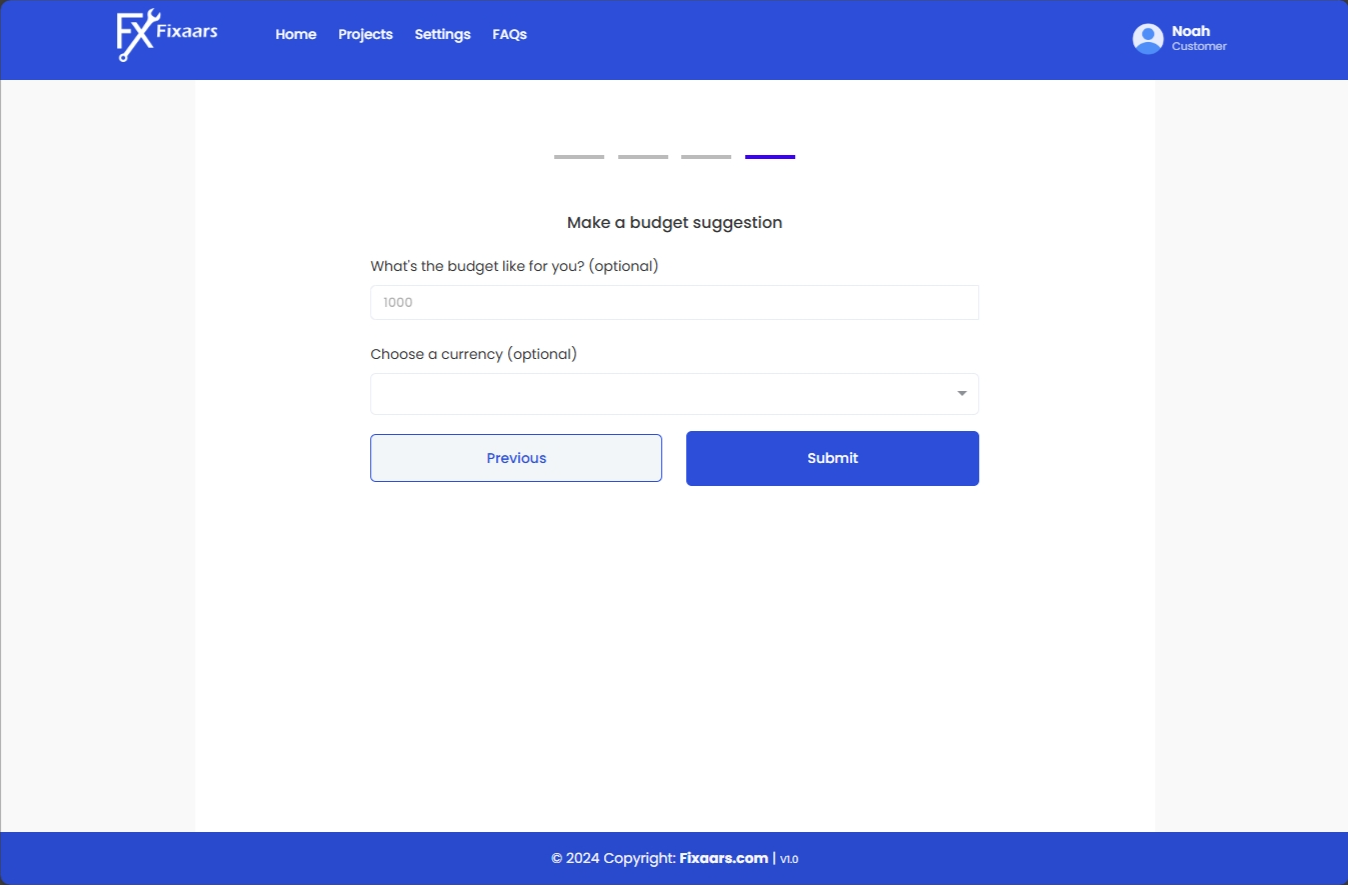 FX Fixaars
Home Projects Settings FAQs
Noah
Customer
Make a budget suggestion
What's the budget like for you? (optional)
1000
Choose a currency (optional)
Previous Submit
© 2024 Copyright: Fixaars.com | V1.0